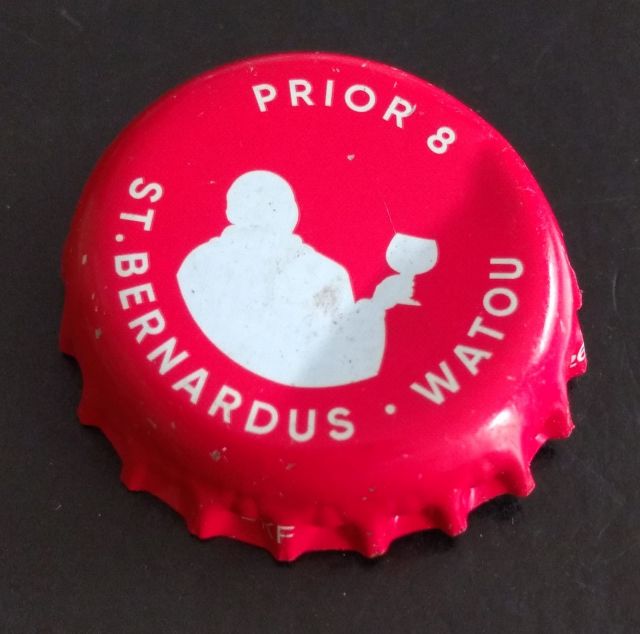 PRIOR 8
ST. BERNARDUS · WATOU